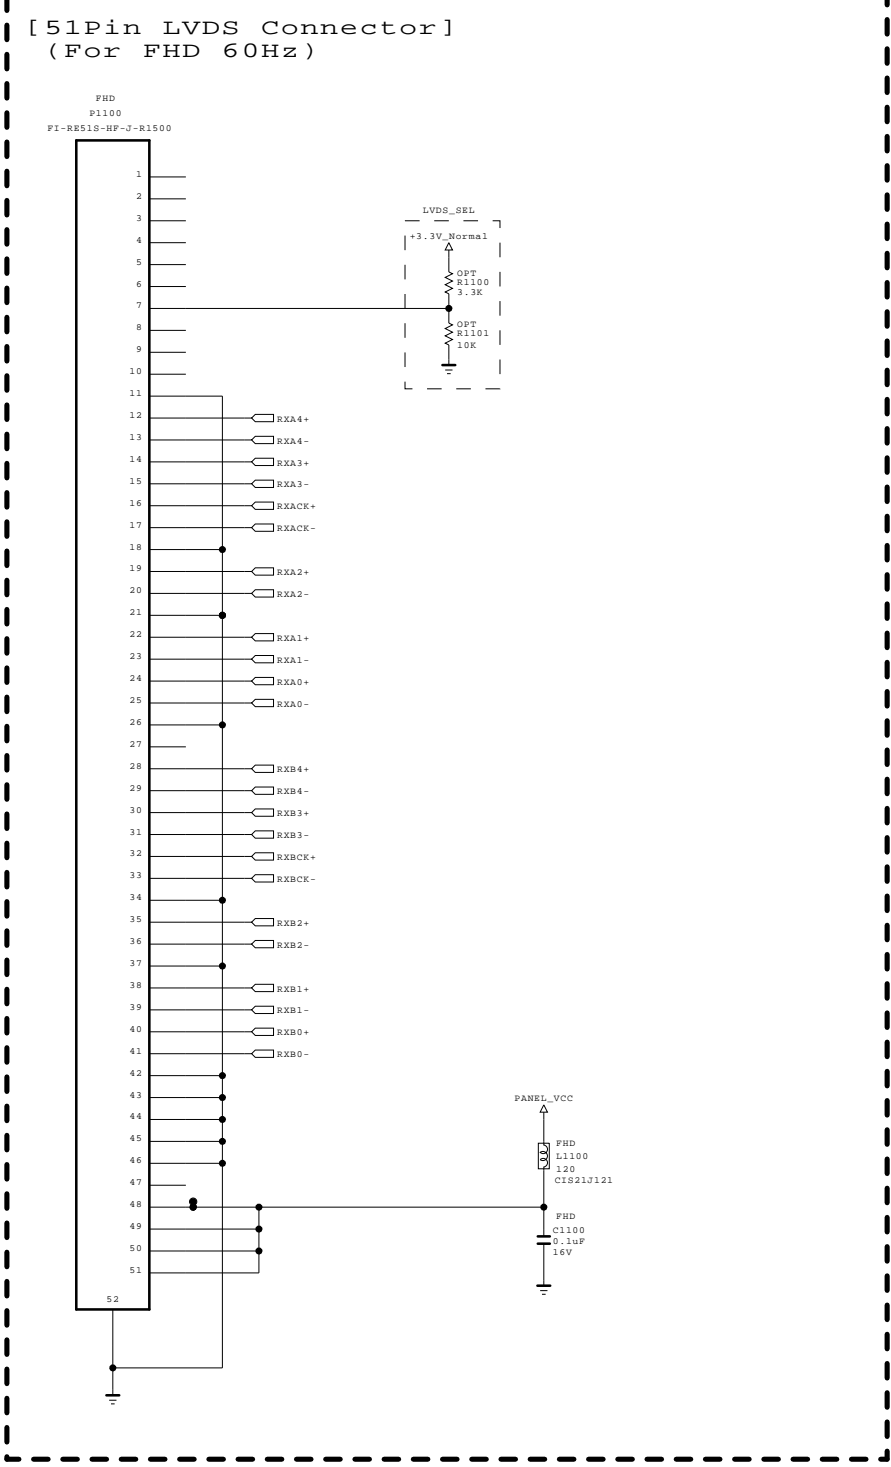 [51Pin LVDS Connector]
(For FHD 60Hz)
FHD
P1100
FI-RE51S-HF-J-R1500
1
2
3
4
5
6
7
8
9
10
11
12
13
14
15
16
17
18
19
20
21
22
23
24
25
26
27
28
29
30
31
32
33
34
35
36
37
38
39
40
41
42
43
44
45
46
47
48
49
50
51
52
LVDS_SEL
+3.3V_Normal
OPT
R1100
3.3K
OPT
R1101
10K
RXA4+
RXA4-
RXA3+
RXA3-
RXACK+
RXACK-
RXA2+
RXA2-
RXA1+
RXA1-
RXA0+
RXA0-
RXB4+
RXB4-
RXB3+
RXB3-
RXBCK+
RXBCK-
RXB2+
RXB2-
RXB1+
RXB1-
RXB0+
RXB0-
PANEL_VCC
FHD
L1100
120
CIS21J121
FHD
C1100
0.1uF
16V